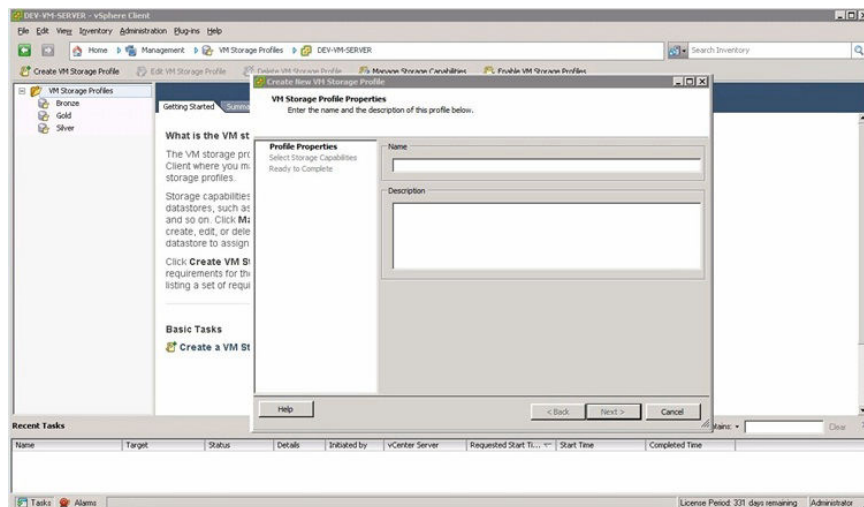 DEV-VM-SERVER - vSphere Client
File Edit View Inventory Administration Plug-ins Help
Home Management VM Storage Profiles DEV-VM-SERVER
Search Inventory
Create VM Storage Profile Edit VM Storage Profile Delete VM Storage Profile Manage Storage Capabilities Enable VM Storage Profiles
VM Storage Profiles
Bronze
Gold
Silver
Getting Started Summa
What is the VM st
The VM storage pro
Client where you m
storage profiles.
Storage capabilities
datastores, such as
and so on. Click Ma
create, edit, or dele
datastore to assign
Click Create VM S
requirements for th
listing a set of requi
Basic Tasks
Create a VM St
Create New VM Storage Profile
VM Storage Profile Properties
Enter the name and the description of this profile below.
Profile Properties
Select Storage Capabilities
Ready to Complete
Name
Description
Help
< Back Next > Cancel
Recent Tasks
ntains:
Clear
Name Target Status Details Initiated by vCenter Server Requested Start Ti... Start Time Completed Time
Tasks Alarms
License Period: 331 days remaining Administrator